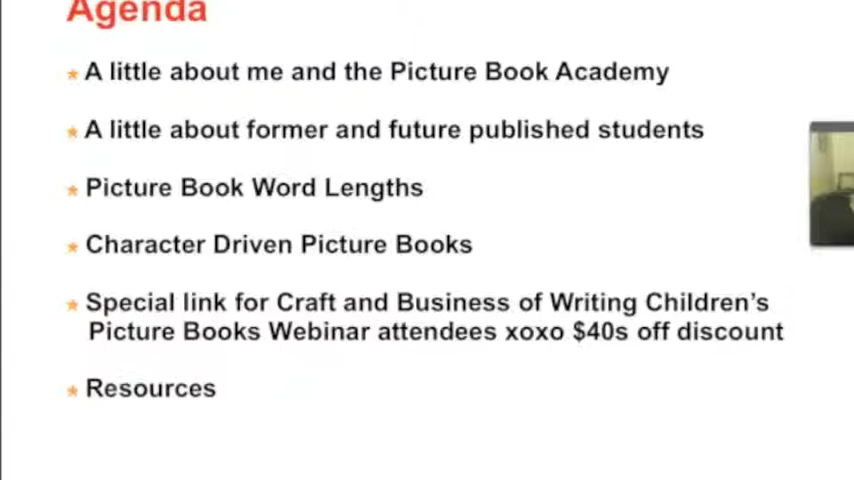 Agenda
A little about me and the Picture Book Academy
A little about former and future published students
Picture Book Word Lengths
Character Driven Picture Books
Special link for Craft and Business of Writing Children’s
Picture Books Webinar attendees xoxo $40s off discount
Resources